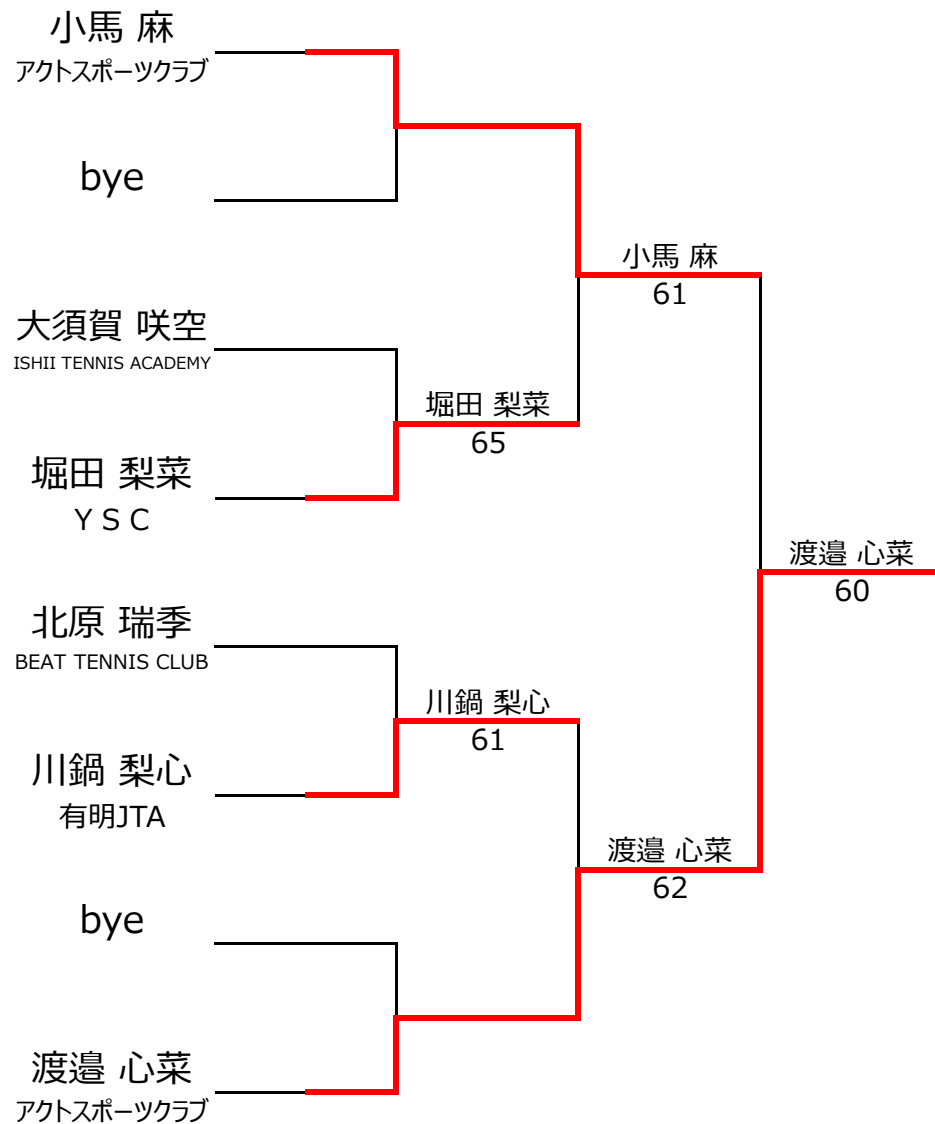 小馬 麻
アクトスポーツクラブ
bye
小馬 麻
61
大須賀 咲空
ISHII TENNIS ACADEMY
堀田 梨菜
65
堀田 梨菜
Y S C
渡邉 心菜
60
北原 瑞季
BEAT TENNIS CLUB
川鍋 梨心
61
川鍋 梨心
有明JTA
渡邉 心菜
62
bye
渡邉 心菜
アクトスポーツクラブ